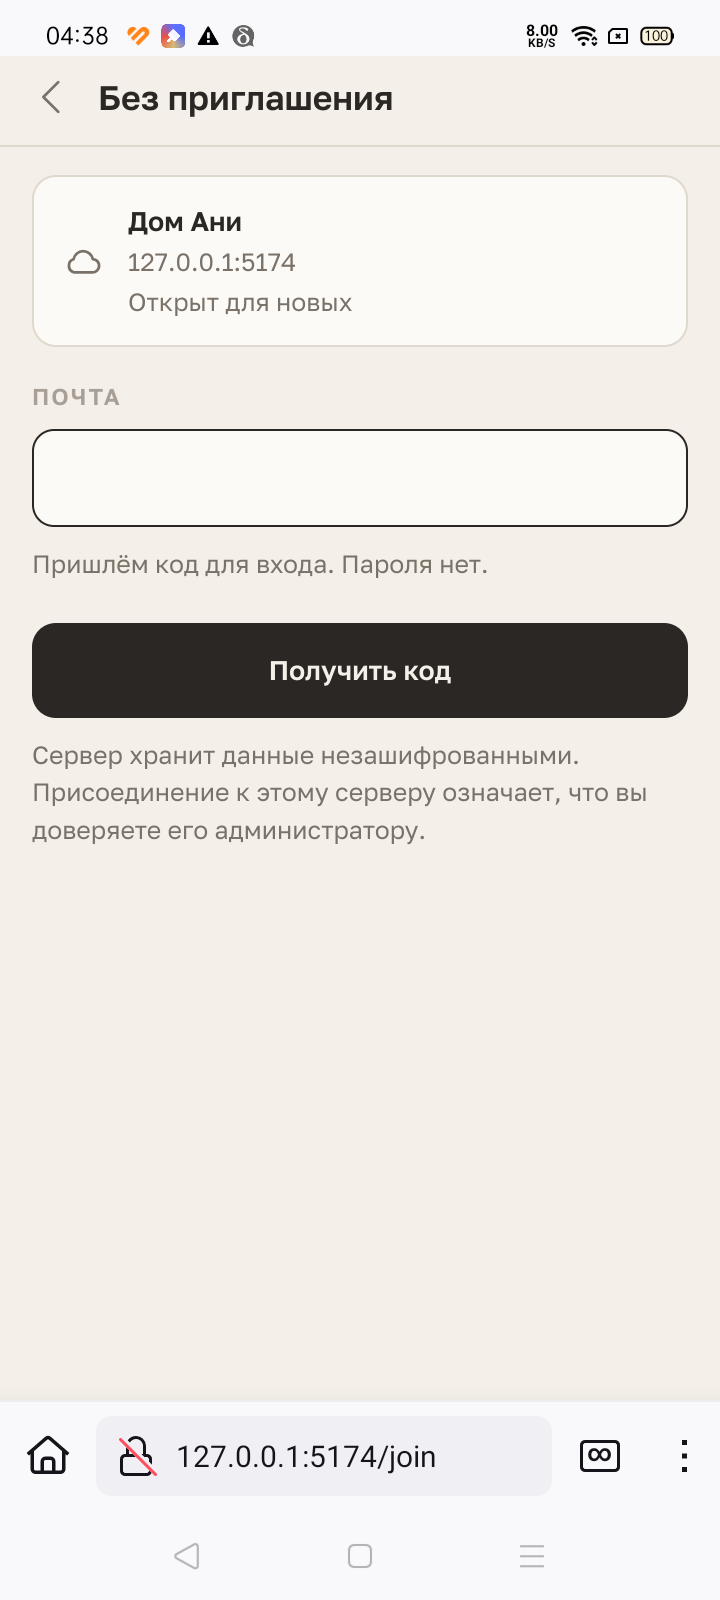 04:38
8.00
KB/S
100
Без приглашения
Дом Ани
127.0.0.1:5174
Открыт для новых
ПОЧТА
Пришлём код для входа. Пароля нет.
Получить код
Сервер хранит данные незашифрованными.
Присоединение к этому серверу означает, что вы
доверяете его администратору.
127.0.0.1:5174/join